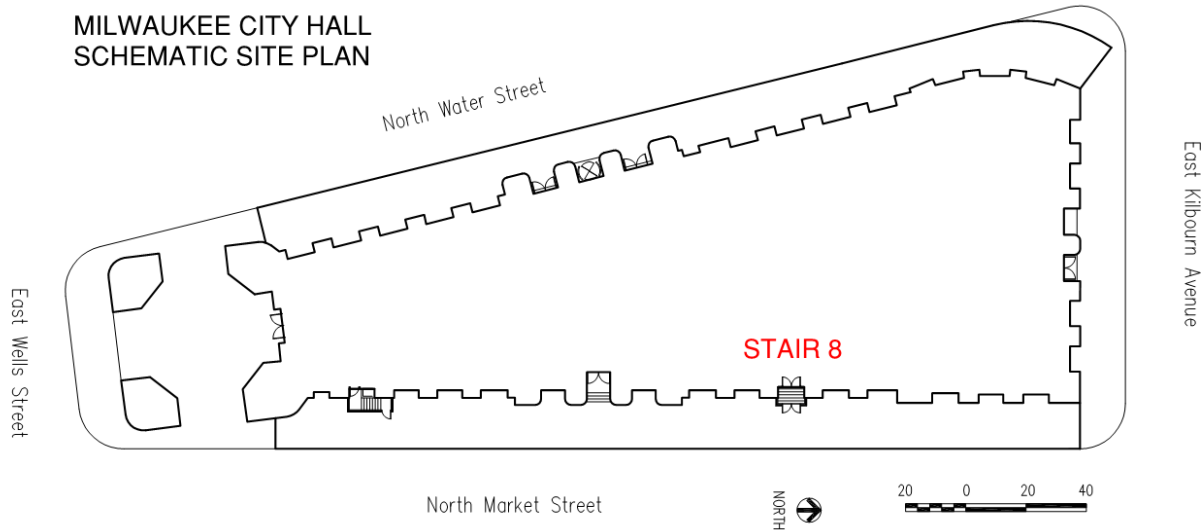 MILWAUKEE CITY HALL
SCHEMATIC SITE PLAN
North Water Street
East Kilbourn Avenue
East Wells Street
STAIR 8
North Market Street
NORTH
20 0 20 40